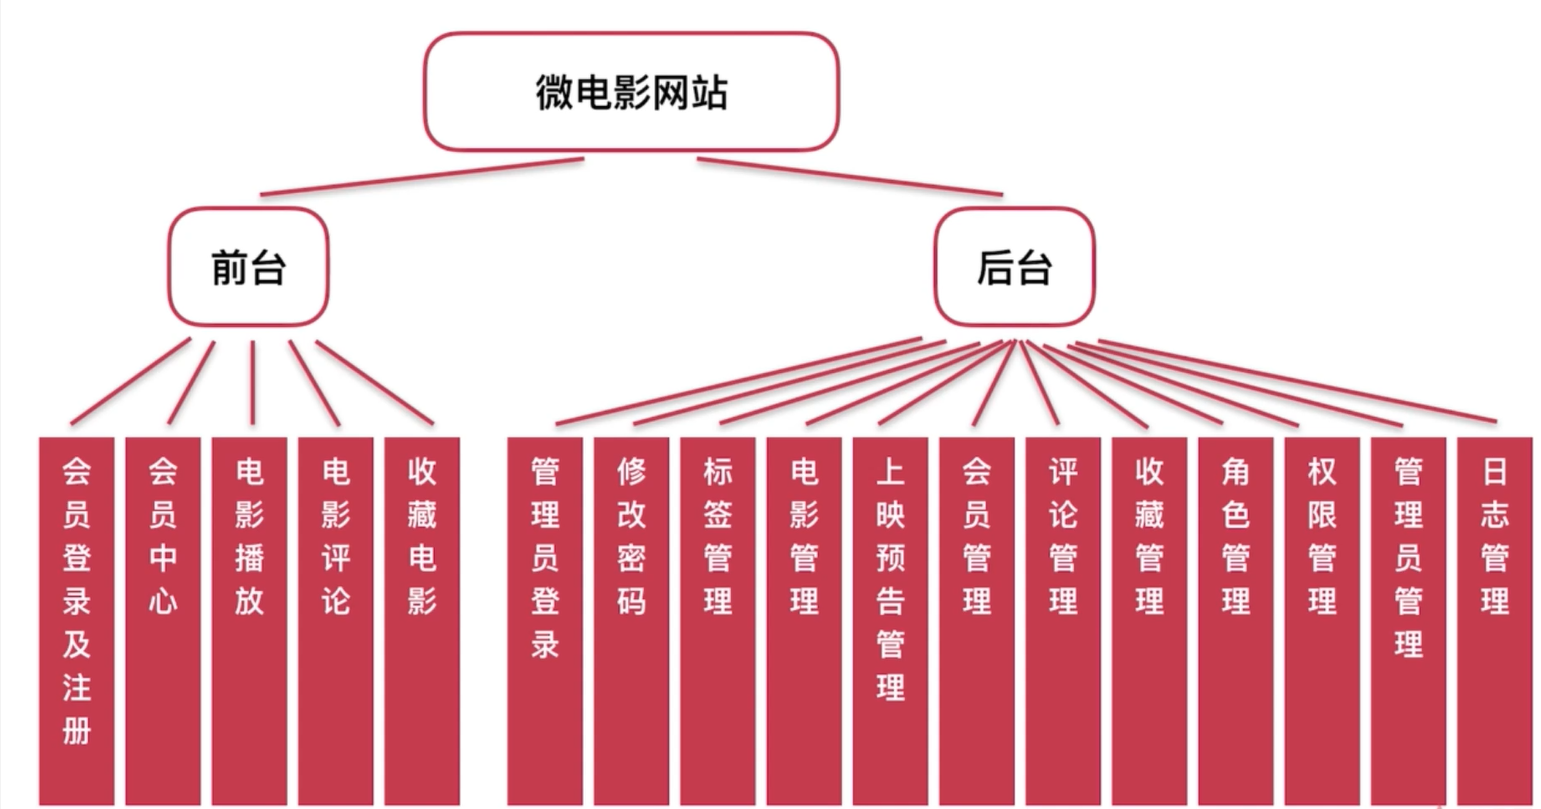 微电影网站
前台
后台
会员登录及注册
会员中心
电影播放
电影评论
收藏电影
管理员登录
修改密码
标签管理
电影管理
上映预告管理
会员管理
评论管理
收藏管理
角色管理
权限管理
管理员管理
日志管理